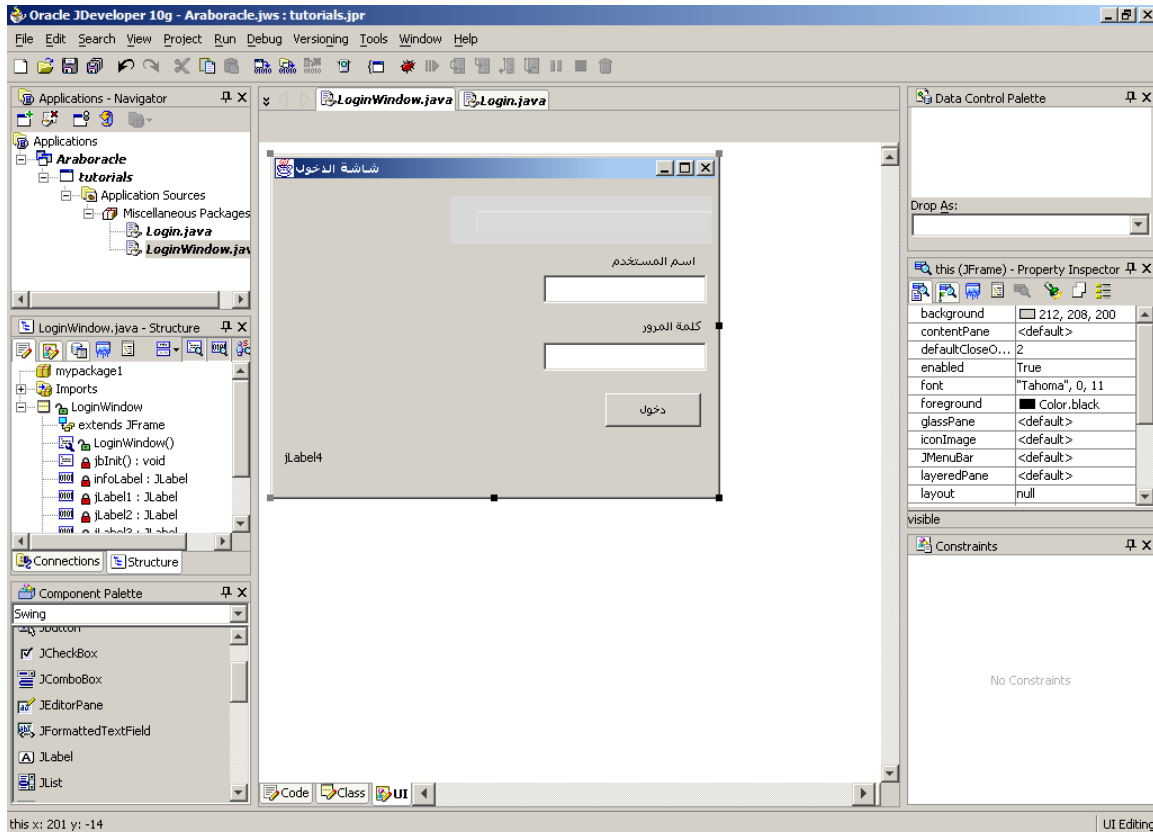 Oracle JDeveloper 10g - Araboracle.jws : tutorials.jpr
File Edit Search View Project Run Debug Versioning Tools Window Help
Applications - Navigator
Applications
Araboracle
tutorials
Application Sources
Miscellaneous Packages
Login.java
LoginWindow.jav
LoginWindow.java - Structure
mypackage1
Imports
LoginWindow
extends JFrame
LoginWindow()
jbInit() : void
infoLabel : JLabel
jLabel1 : JLabel
jLabel2 : JLabel
jLabel3 : JLabel
Connections
Structure
Component Palette
Swing
JButton
JCheckBox
JComboBox
JEditorPane
JFormattedTextField
JLabel
JList
LoginWindow.java
Login.java
شاشة الدخول
اسم المستخدم
كلمة المرور
دخول
jLabel4
Code
Class
UI
Data Control Palette
Drop As:
this (JFrame) - Property Inspector
background 212, 208, 200
contentPane <default>
defaultCloseO... 2
enabled True
font "Tahoma", 0, 11
foreground Color.black
glassPane <default>
iconImage <default>
JMenuBar <default>
layeredPane <default>
layout null
visible
Constraints
No Constraints
this x: 201 y: -14
UI Editing